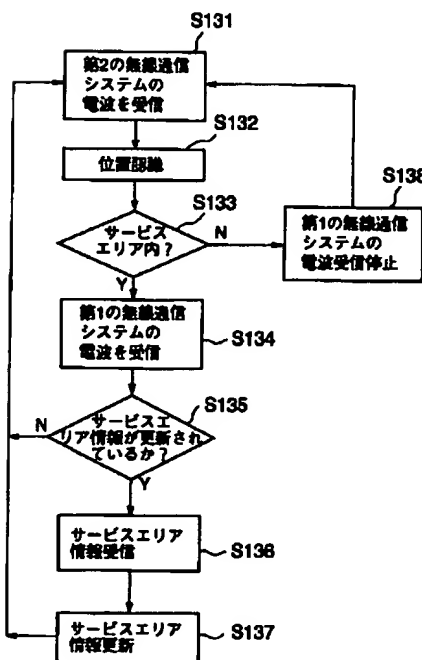 S131
第2の無線通信
システムの
電波を受信
S132
位置認識
S133
サービス
エリア内？
N
Y
S138
第1の無線通信
システムの
電波受信停止
第1の無線通信
システムの
電波を受信
S134
S135
サービスエ
リア情報が更新され
ているか？
N
Y
サービスエリア
情報受信
S136
サービスエリア
情報更新
S137